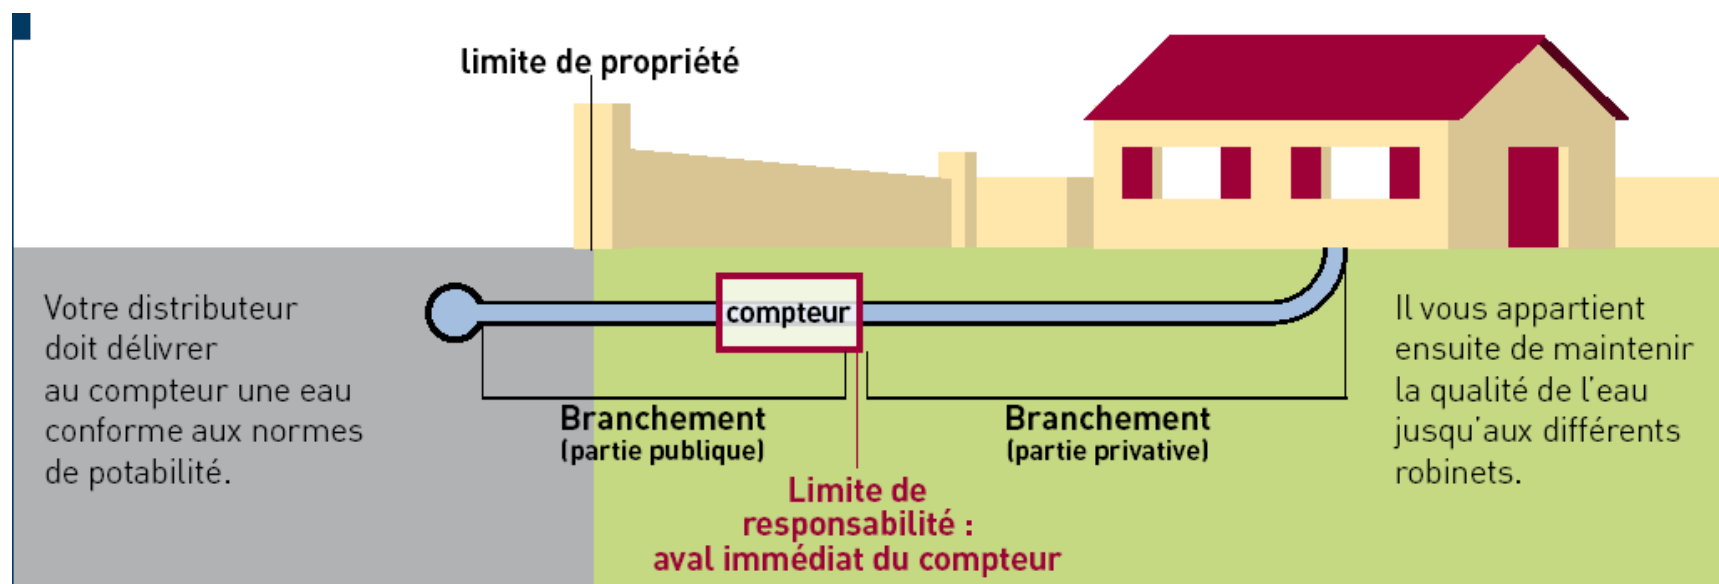 limite de propriété
Votre distributeur
doit délivrer
au compteur une eau
conforme aux normes
de potabilité.
compteur
Branchement
(partie publique)
Branchement
(partie privative)
Limite de
responsabilité :
aval immédiat du compteur
Il vous appartient
ensuite de maintenir
la qualité de l'eau
jusqu'aux différents
robinets.